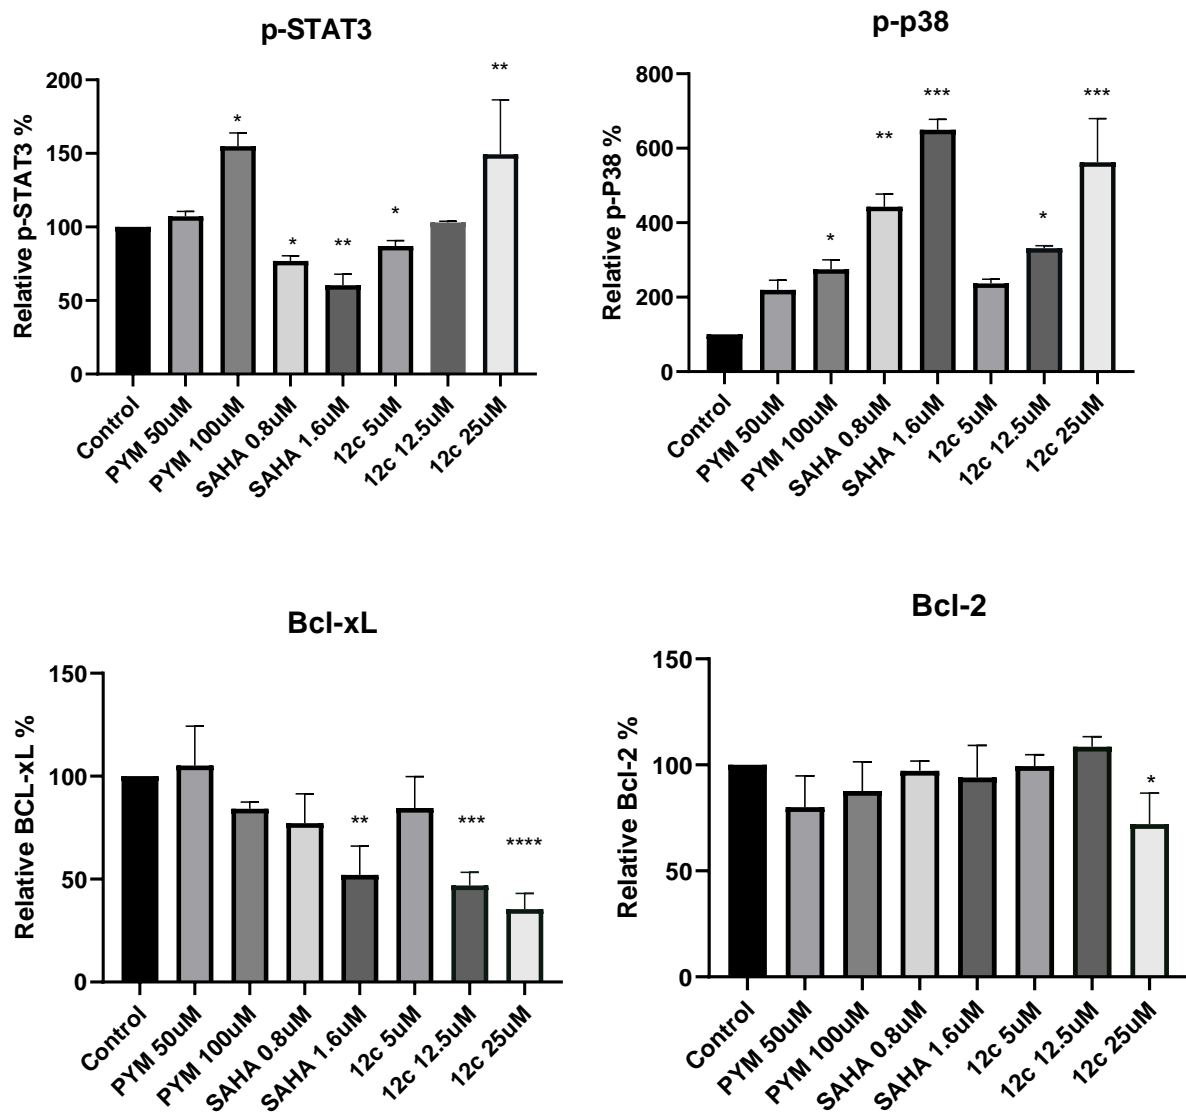 p-STAT3
Relative p-STAT3 %
200
150
100
50
0
**
*
*
**
*
Control
PYM 50uM
PYM 100uM
SAHA 0.8uM
SAHA 1.6uM
12c 5uM
12c 12.5uM
12c 25uM
p-p38
Relative p-P38 %
800
600
400
200
0
*
**
***
*
***
Control
PYM 50uM
PYM 100uM
SAHA 0.8uM
SAHA 1.6uM
12c 5uM
12c 12.5uM
12c 25uM
Bcl-xL
Relative BCL-xL %
150
100
50
0
**
***
****
Control
PYM 50uM
PYM 100uM
SAHA 0.8uM
SAHA 1.6uM
12c 5uM
12c 12.5uM
12c 25uM
Bcl-2
Relative Bcl-2 %
150
100
50
0
*
Control
PYM 50uM
PYM 100uM
SAHA 0.8uM
SAHA 1.6uM
12c 5uM
12c 12.5uM
12c 25uM